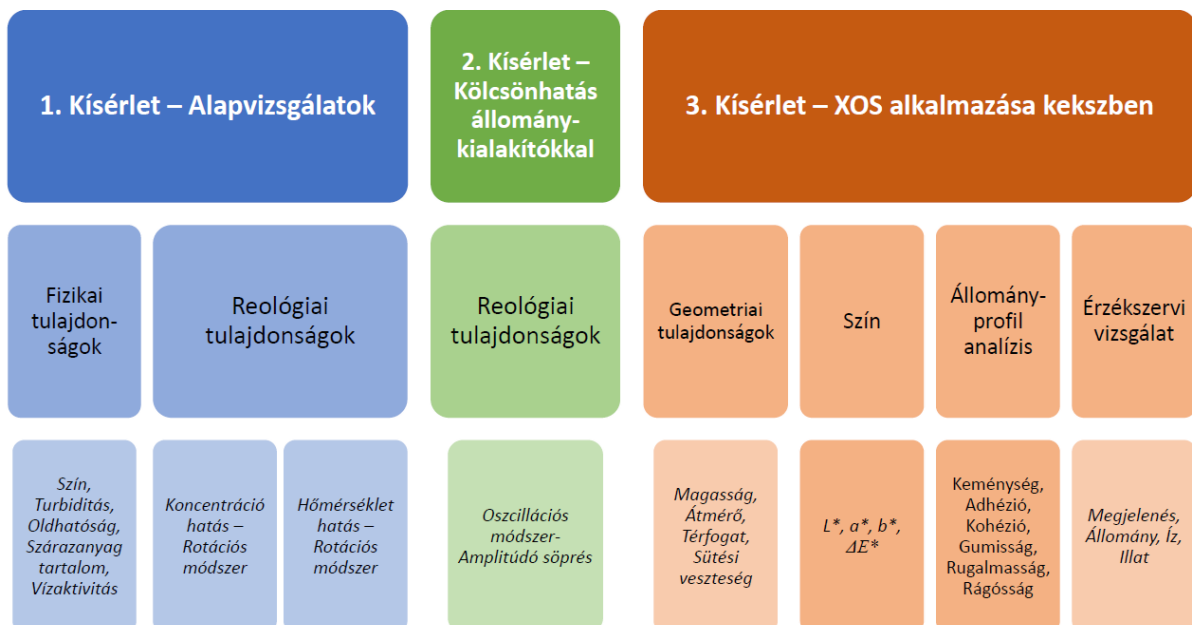 1. Kísérlet – Alapvizsgálatok
2. Kísérlet –
Kölcsönhatás
állomány-
kialakítókkal
3. Kísérlet – XOS alkalmazása kekszben
Fizikai
tulajdon-
ságok
Reológiai
tulajdonságok
Reológiai
tulajdonságok
Geometriai
tulajdonságok
Szín
Állomány-
profil
analízis
Érzékszervi
vizsgálat
Szín,
Turbiditás,
Oldhatóság,
Szárazanyag
tartalom,
Vízaktivitás
Koncentráció
hatás –
Rotációs
módszer
Hőmérséklet
hatás –
Rotációs
módszer
Oszcillációs
módszer-
Amplitúdó söprés
Magasság,
Átmérő,
Térfogat,
Sütési
veszteség
L*, a*, b*,
ΔE*
Keménység,
Adhézió,
Kohézió,
Gumisság,
Rugalmasság,
Rágósság
Megjelenés,
Állomány, Íz,
Illat